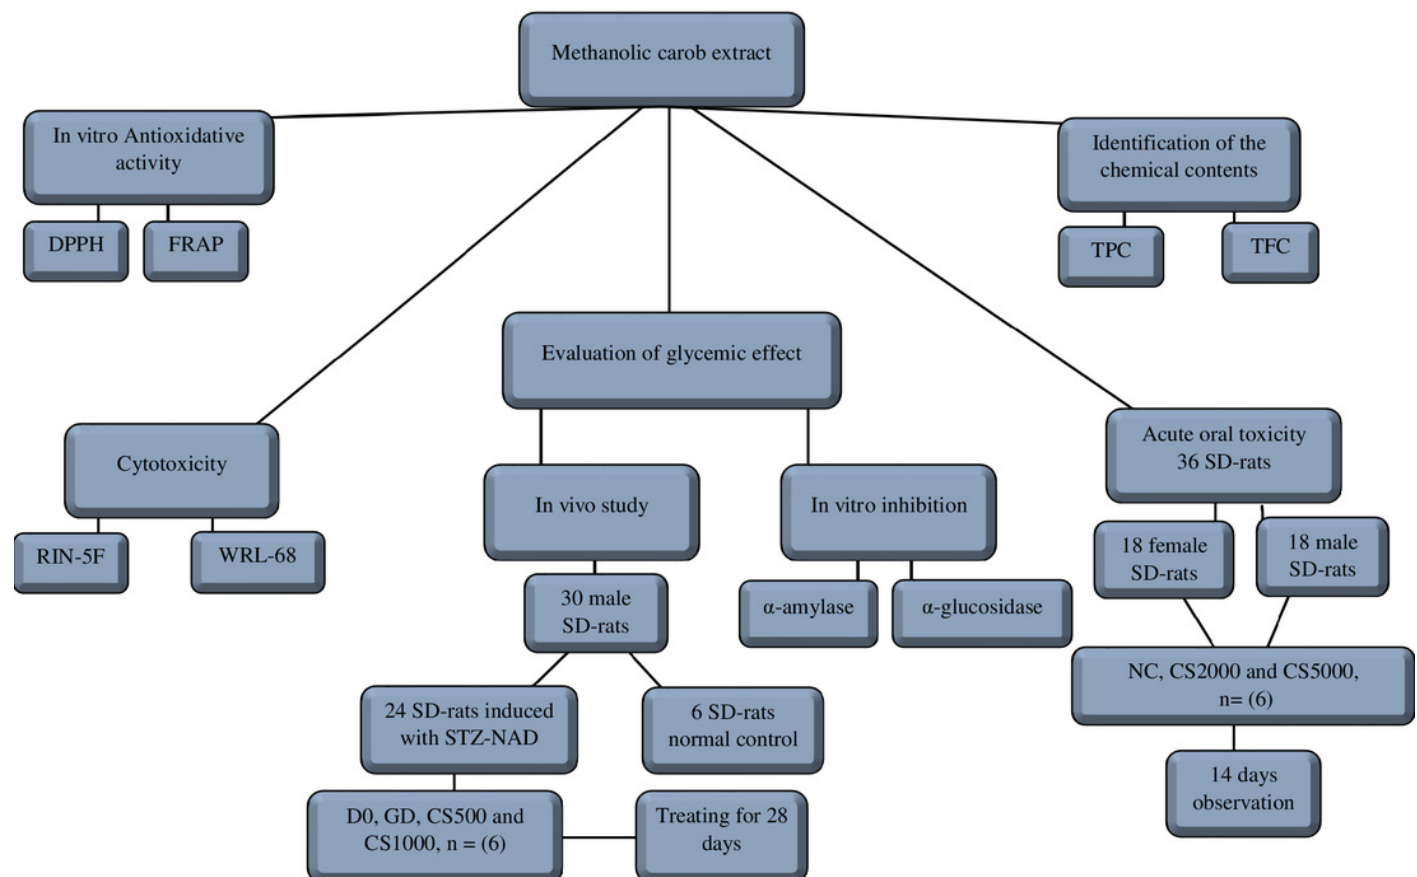 Methanolic carob extract
In vitro Antioxidative
activity
DPPH
FRAP
Identification of the
chemical contents
TPC
TFC
Evaluation of glycemic effect
Cytotoxicity
RIN-5F
WRL-68
In vivo study
In vitro inhibition
30 male
SD-rats
α-amylase
α-glucosidase
24 SD-rats induced
with STZ-NAD
6 SD-rats
normal control
D0, GD, CS500 and
CS1000, n = (6)
Treating for 28
days
Acute oral toxicity
36 SD-rats
18 female
SD-rats
18 male
SD-rats
NC, CS2000 and CS5000,
n= (6)
14 days
observation